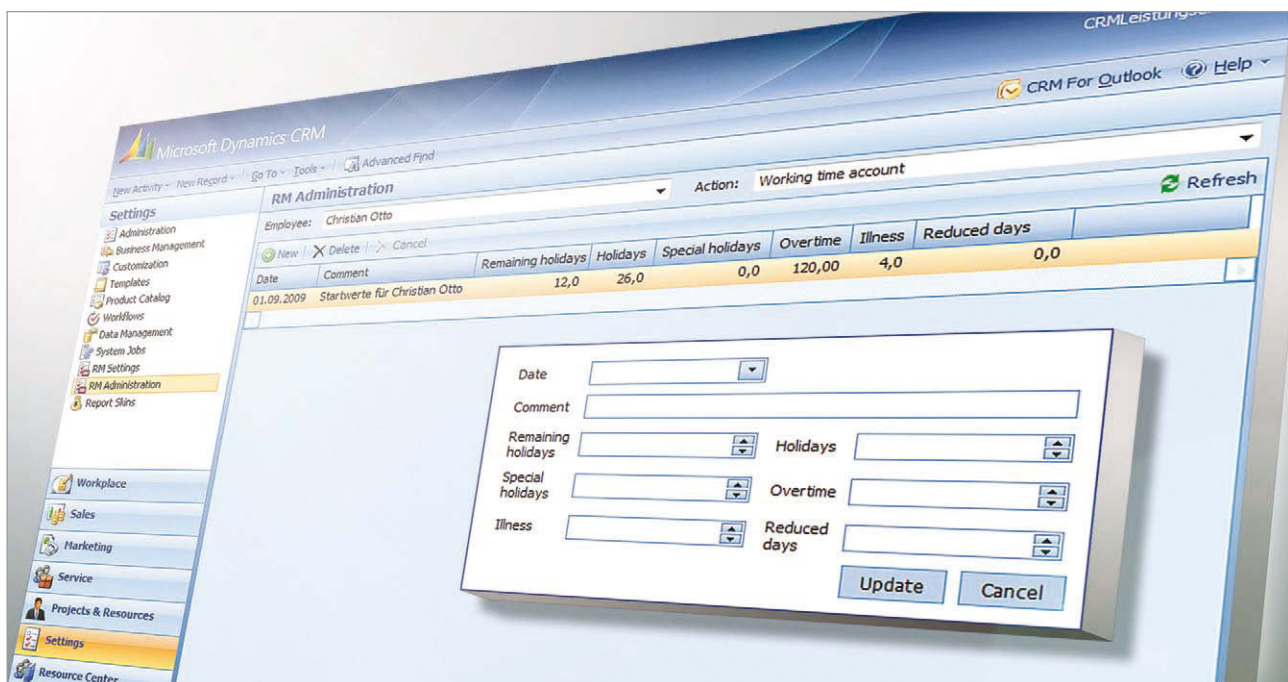 CRMLeistungs
CRM For Outlook Help
Microsoft Dynamics CRM
New Activity New Record Go To Tools Advanced Find
Settings
Administration
Business Management
Customization
Templates
Product Catalog
Workflows
Data Management
System Jobs
RM Settings
RM Administration
Report Skins
Workplace
Sales
Marketing
Service
Projects & Resources
Settings
Resource Center
RM Administration
Employee: Christian Otto Action: Working time account
New Delete Cancel Refresh
Date Comment Remaining holidays Holidays Special holidays Overtime Illness Reduced days
01.09.2009 Startwerte für Christian Otto 12,0 26,0 0,0 120,00 4,0 0,0
Date
Comment
Remaining
holidays
Holidays
Special
holidays
Overtime
Illness
Reduced
days
Update Cancel